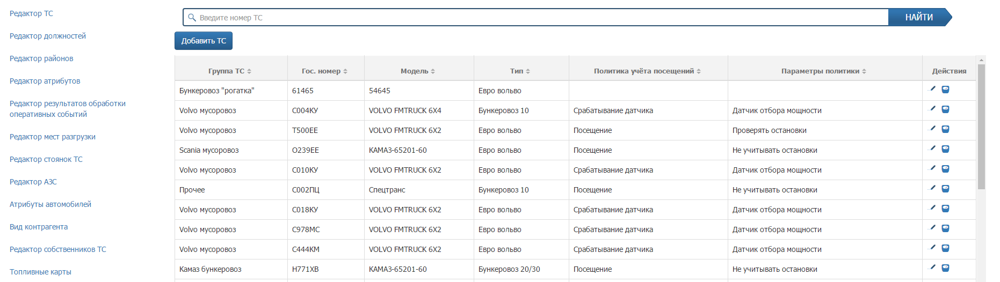 Редактор ТС
Редактор должностей
Редактор районов
Редактор атрибутов
Редактор результатов обработки
оперативных событий
Редактор мест разгрузки
Редактор стоянок ТС
Редактор АЗС
Атрибуты автомобилей
Вид контрагента
Редактор собственников ТС
Топливные карты
Введите номер ТС НАЙТИ
Добавить ТС
Группа ТС Гос. номер Модель Тип Политика учёта посещений Параметры политики Действия
Бункеровоз "рогатка" 61465 54645 Евро вольво
Volvo мусоровоз С004КУ VOLVO FMTRUCK 6X4 Бункеровоз 10 Срабатывание датчика Датчик отбора мощности
Volvo мусоровоз Т500ЕЕ VOLVO FMTRUCK 6X2 Евро вольво Посещение Проверять остановки
Scania мусоровоз О239ЕЕ КАМАЗ-65201-60 Евро вольво Посещение Не учитывать остановки
Volvo мусоровоз С010КУ VOLVO FMTRUCK 6X2 Евро вольво Срабатывание датчика Датчик отбора мощности
Прочее С002ПЦ Спецтранс Бункеровоз 10 Посещение Не учитывать остановки
Volvo мусоровоз С018КУ VOLVO FMTRUCK 6X2 Евро вольво Срабатывание датчика Датчик отбора мощности
Volvo мусоровоз С978МС VOLVO FMTRUCK 6X2 Евро вольво Срабатывание датчика Датчик отбора мощности
Volvo мусоровоз С444КМ VOLVO FMTRUCK 6X2 Евро вольво Срабатывание датчика Датчик отбора мощности
Камаз бункеровоз Н771ХВ КАМАЗ-65201-60 Бункеровоз 20/30 Посещение Не учитывать остановки